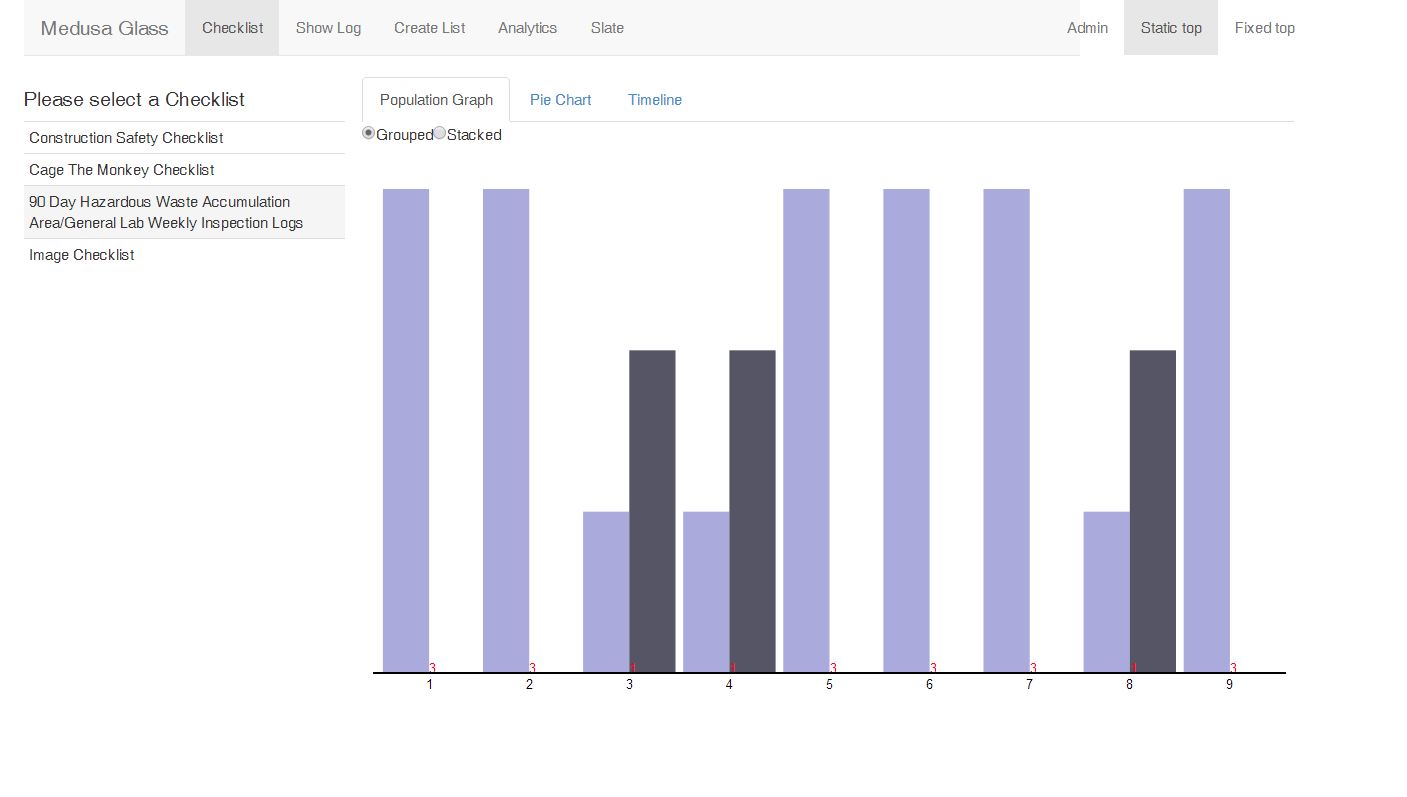 Medusa Glass Checklist Show Log Create List Analytics Slate Admin Static top Fixed top
Please select a Checklist
Construction Safety Checklist
Cage The Monkey Checklist
90 Day Hazardous Waste Accumulation
Area/General Lab Weekly Inspection Logs
Image Checklist
Population Graph Pie Chart Timeline
Grouped Stacked
3 3 1 1 3 3 3 1 3
1 2 3 4 5 6 7 8 9